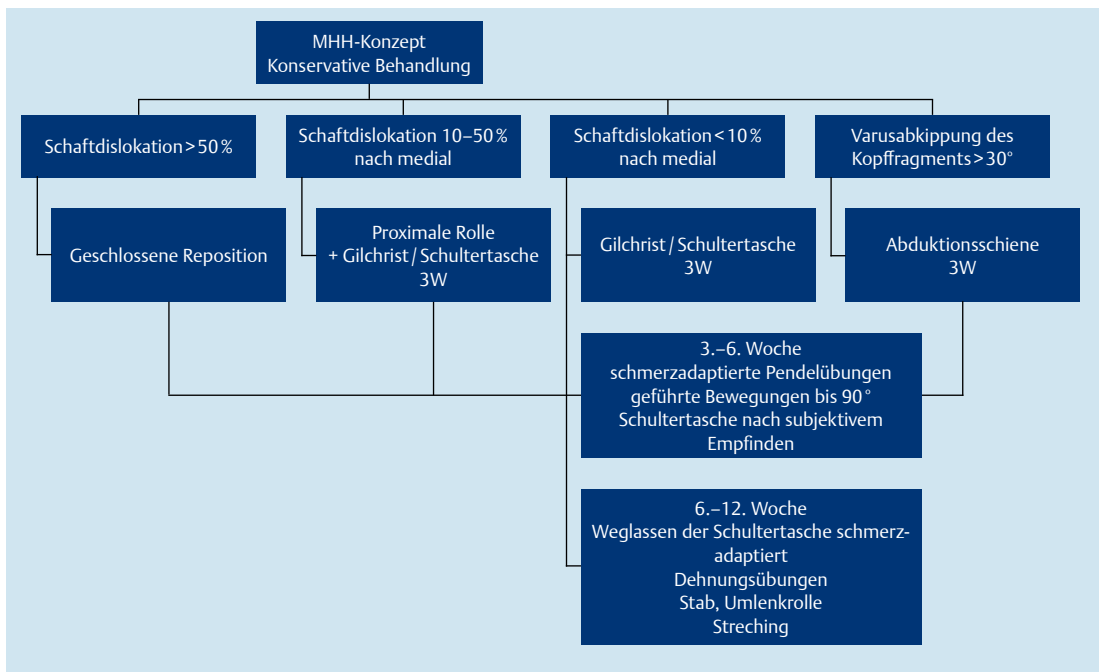 MHH-Konzept
Konservative Behandlung
Schaftdislokation > 50 %
Schaftdislokation 10–50 %
nach medial
Schaftdislokation < 10 %
nach medial
Varusabkippung des
Kopffragments > 30°
Geschlossene Reposition
Proximale Rolle
+ Gilchrist / Schultertasche
3W
Gilchrist / Schultertasche
3W
Abduktionsschiene
3W
3.–6. Woche
schmerzadaptierte Pendelübungen
geführte Bewegungen bis 90°
Schultertasche nach subjektivem
Empfinden
6.–12. Woche
Weglassen der Schultertasche schmerz-
adaptiert
Dehnungsübungen
Stab, Umlenkrolle
Streching